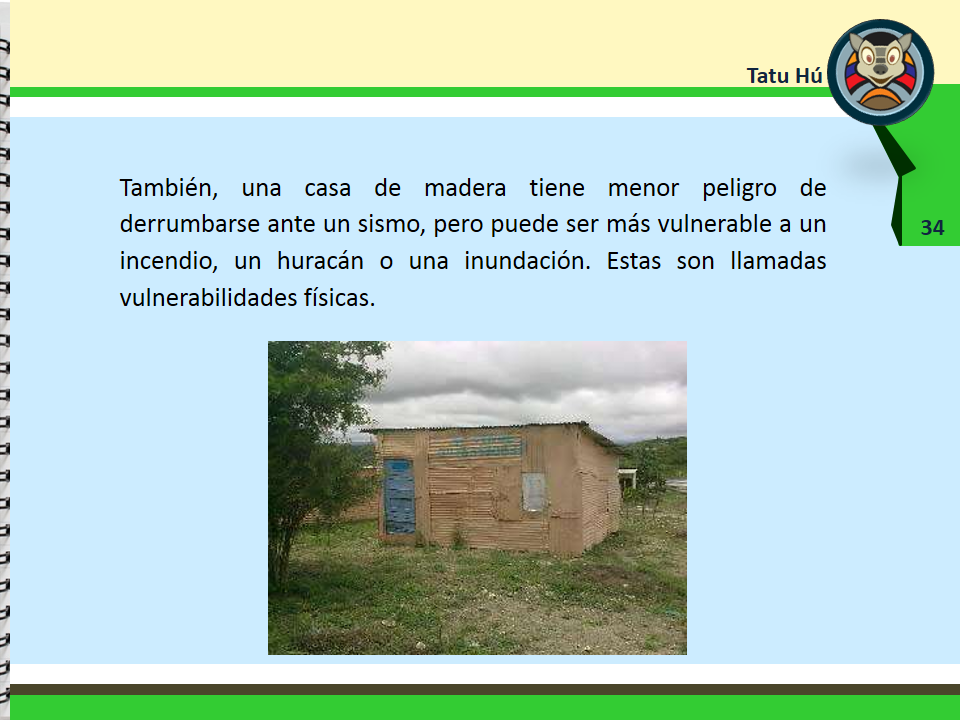 Tatu Hú
También, una casa de madera tiene menor peligro de
derrumbarse ante un sismo, pero puede ser más vulnerable a un
34
incendio, un huracán o una inundación. Estas son llamadas
vulnerabilidades físicas.